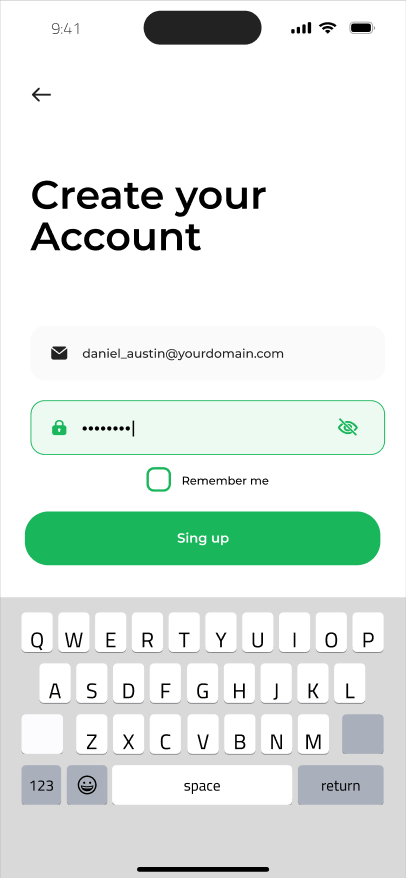 9:41
Create your
Account
daniel_austin@yourdomain.com
••••••••
Remember me
Sing up
Q W E R T Y U I O P
A S D F G H J K L
Z X C V B N M
123 space return